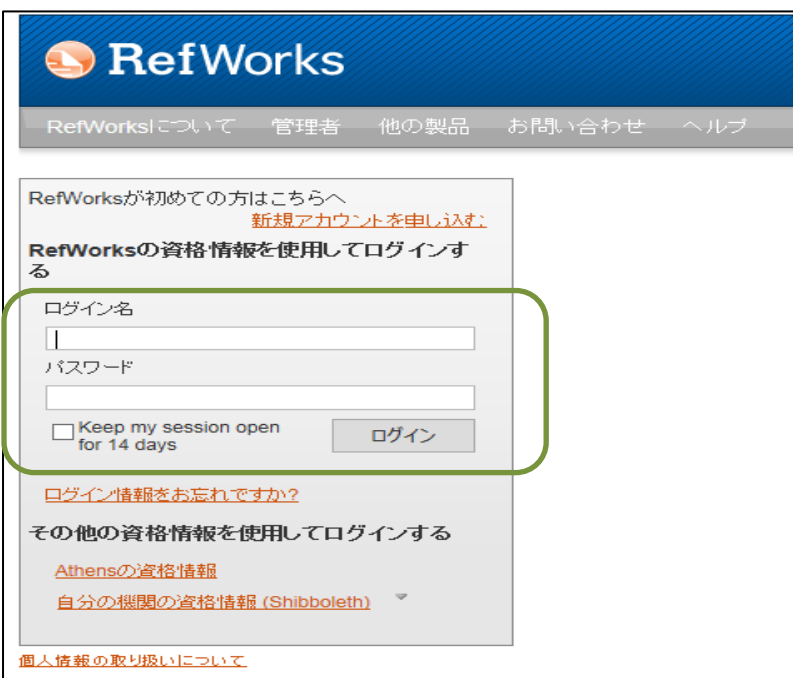 RefWorks
RefWorksについて 管理者 他の製品 お問い合わせ ヘルプ
RefWorksが初めての方はこちらへ
新規アカウントを申し込む
RefWorksの資格情報を使用してログインす
る
ログイン名
パスワード
Keep my session open
for 14 days
ログイン
ログイン情報をお忘れですか?
その他の資格情報を使用してログインする
Athensの資格情報
自分の機関の資格情報 (Shibboleth)
個人情報の取り扱いについて